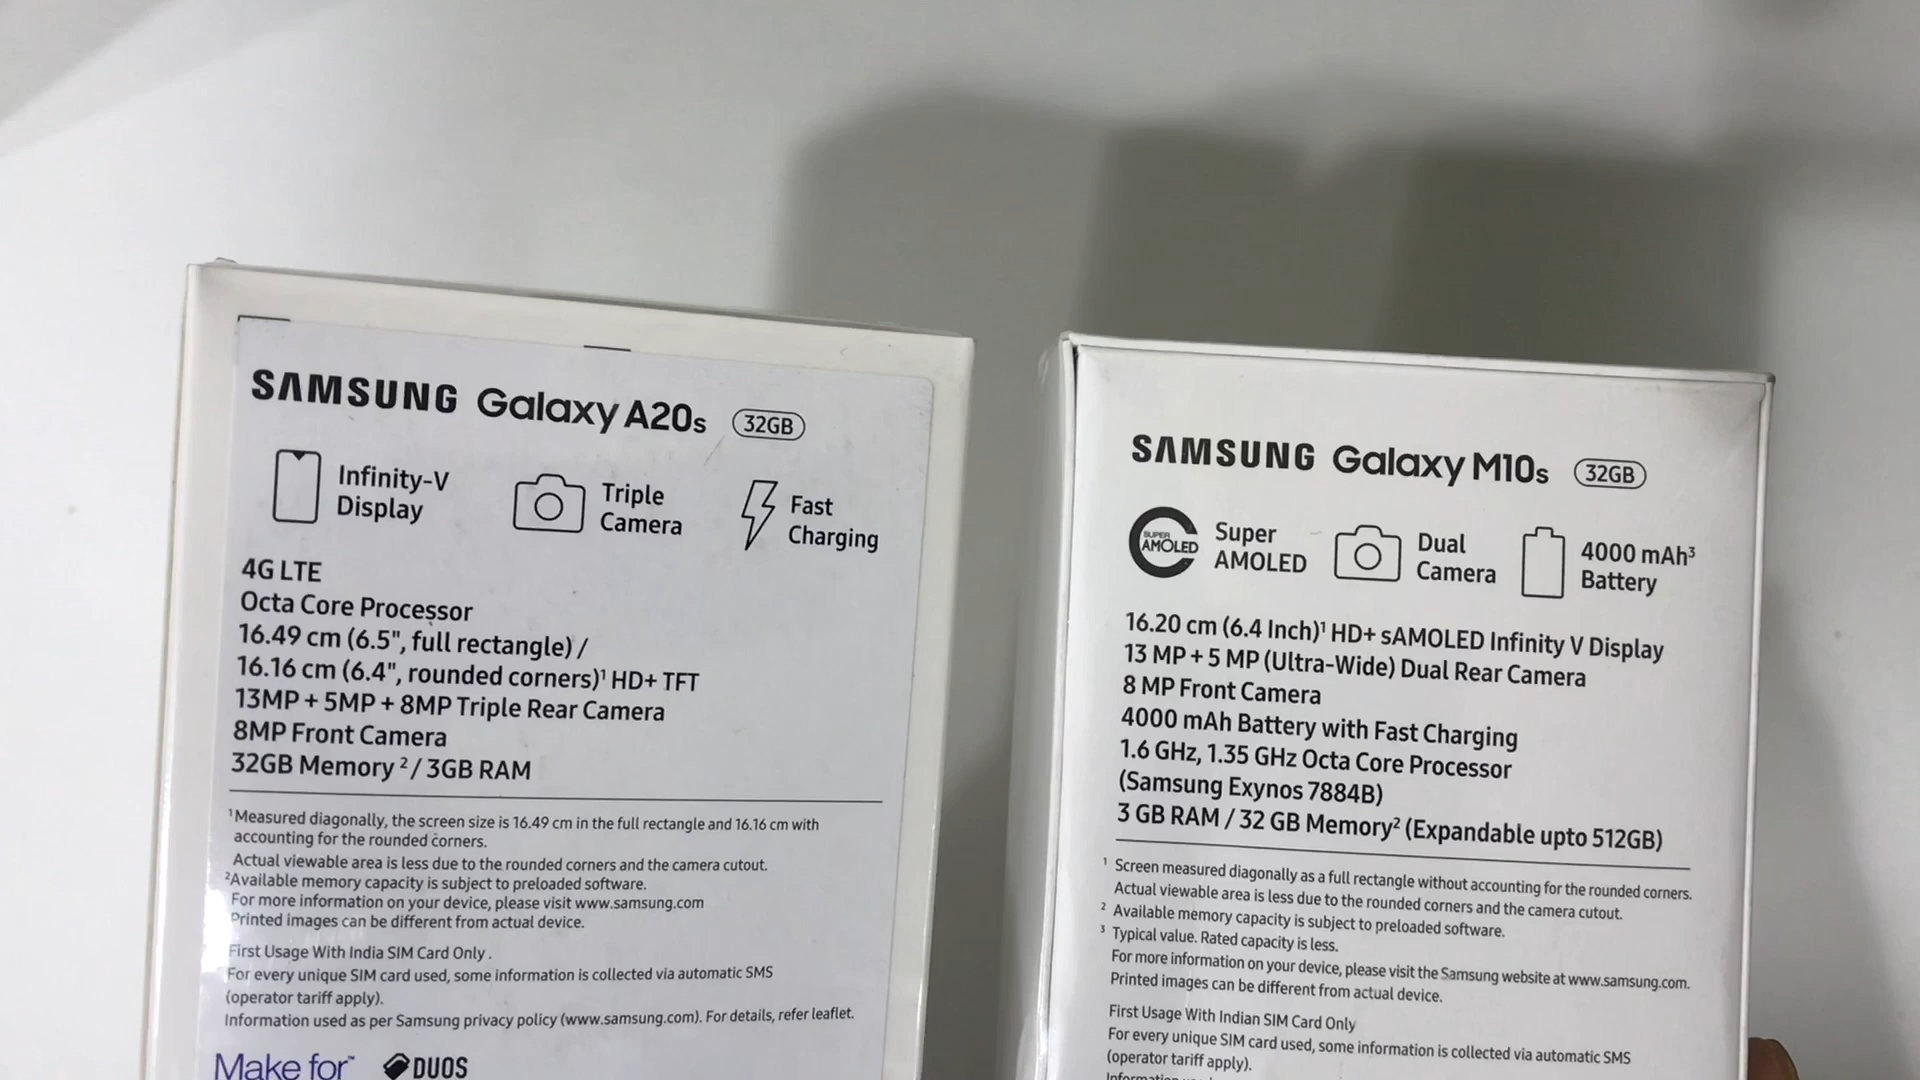 SAMSUNG Galaxy A20s 32GB
Infinity-V Display
Triple Camera
Fast Charging
4G LTE
Octa Core Processor
16.49 cm (6.5", full rectangle) /
16.16 cm (6.4", rounded corners)¹ HD+ TFT
13MP + 5MP + 8MP Triple Rear Camera
8MP Front Camera
32GB Memory ² / 3GB RAM
¹Measured diagonally, the screen size is 16.49 cm in the full rectangle and 16.16 cm with
accounting for the rounded corners.
Actual viewable area is less due to the rounded corners and the camera cutout.
²Available memory capacity is subject to preloaded software.
For more information on your device, please visit www.samsung.com
Printed images can be different from actual device.
First Usage With India SIM Card Only .
For every unique SIM card used, some information is collected via automatic SMS
(operator tariff apply).
Information used as per Samsung privacy policy (www.samsung.com). For details, refer leaflet.
Make for™ DUOS
SAMSUNG Galaxy M10s 32GB
SUPER AMOLED
Super AMOLED
Dual Camera
4000 mAh³ Battery
16.20 cm (6.4 Inch)¹ HD+ sAMOLED Infinity V Display
13 MP + 5 MP (Ultra-Wide) Dual Rear Camera
8 MP Front Camera
4000 mAh Battery with Fast Charging
1.6 GHz, 1.35 GHz Octa Core Processor
(Samsung Exynos 7884B)
3 GB RAM / 32 GB Memory² (Expandable upto 512GB)
¹ Screen measured diagonally as a full rectangle without accounting for the rounded corners.
Actual viewable area is less due to the rounded corners and the camera cutout.
² Available memory capacity is subject to preloaded software.
³ Typical value. Rated capacity is less.
For more information on your device, please visit the Samsung website at www.samsung.com.
Printed images can be different from actual device.
First Usage With Indian SIM Card Only
For every unique SIM card used, some information is collected via automatic SMS
(operator tariff apply).